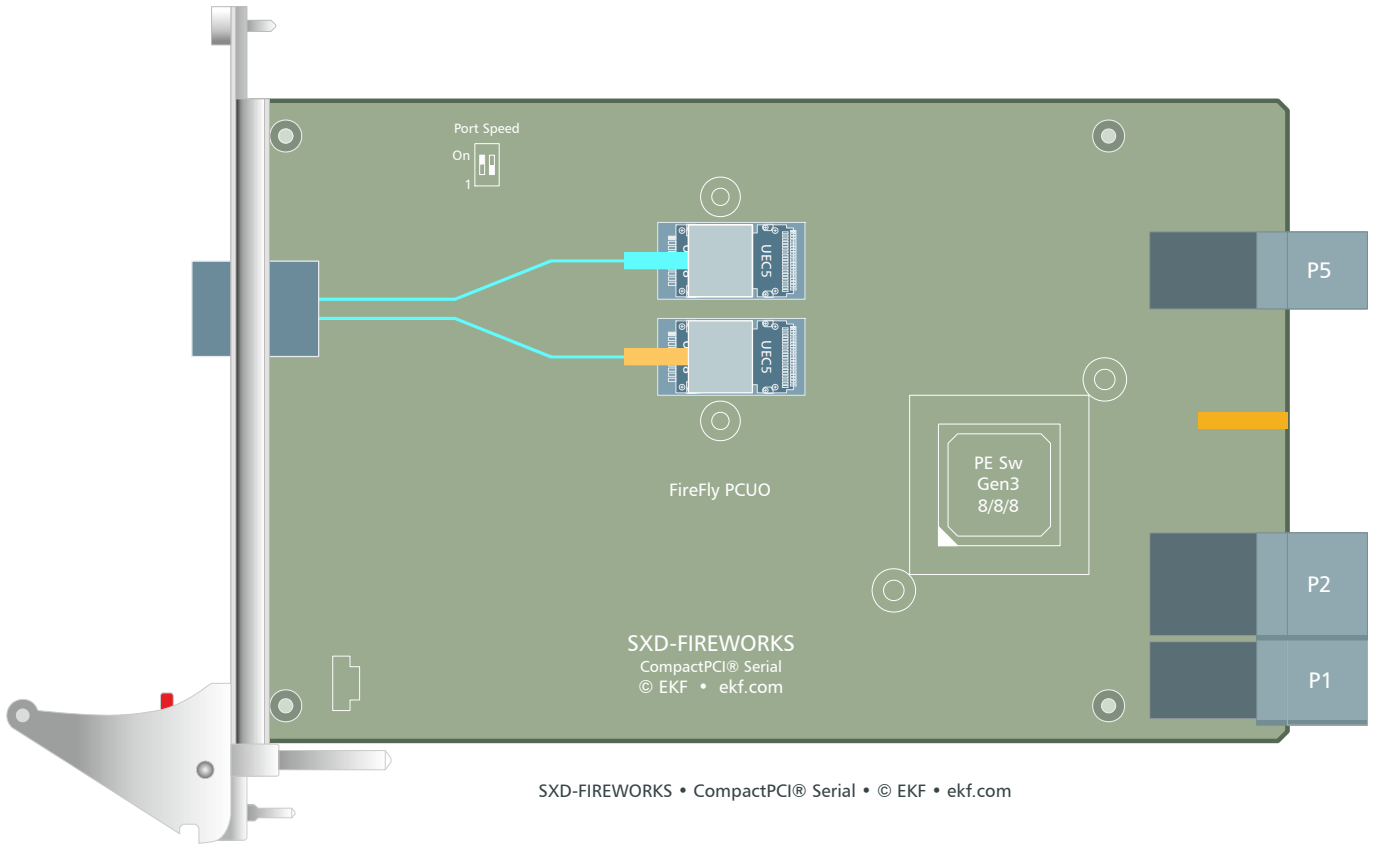 Port Speed
On
1
UEC5
P5
UEC5
PE Sw
Gen3
8/8/8
FireFly PCUO
P2
SXD-FIREWORKS
CompactPCI® Serial
© EKF • ekf.com
P1
SXD-FIREWORKS • CompactPCI® Serial • © EKF • ekf.com